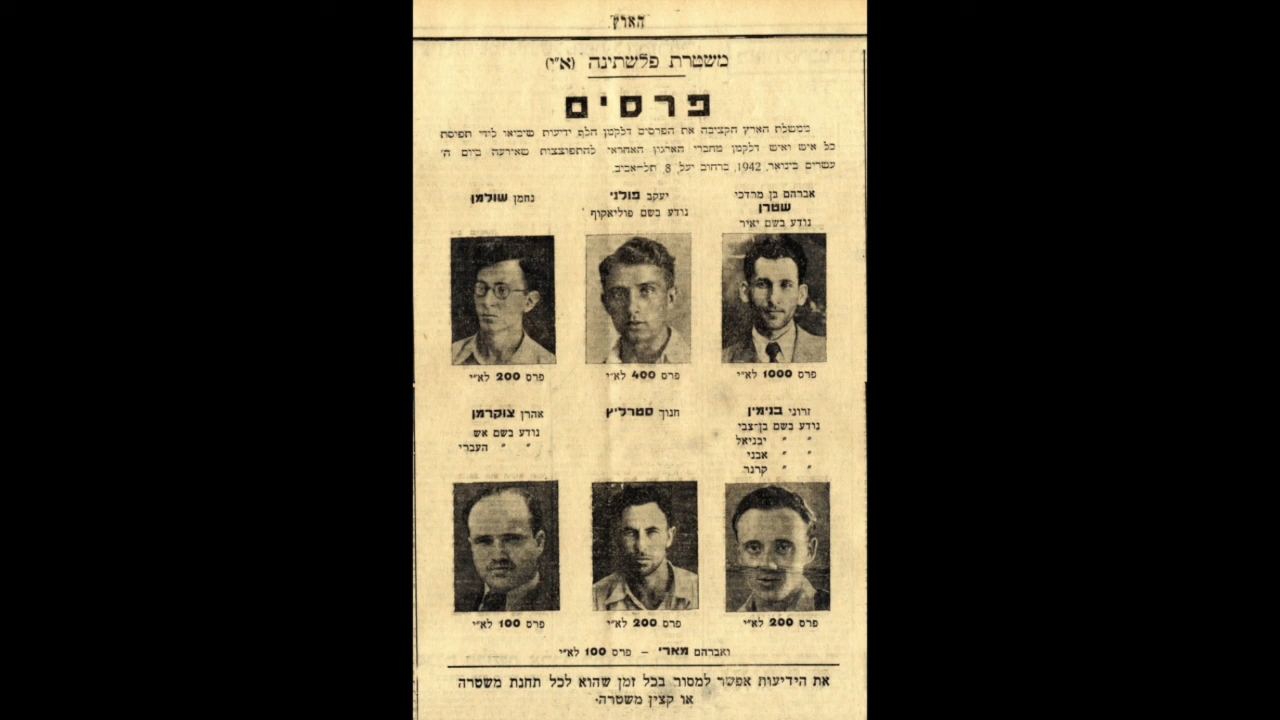 הארץ
משטרת פלשתינה (א״י)
פרסים
ממשלת הארץ הקציבה את הפרסים דלקמן חלף ידיעות שיביאו לידי תפיסת
כל איש ואיש דלקמן מחברי הארגון האחראי להתפוצצות שאירעה ביום ה׳
עשרים בינואר, 1942, ברחוב יעל, 8, תל־אביב.
אברהם בן מרדכי
שטרן
נודע בשם יאיר
יעקב פולני
נודע בשם פוליאקוף
נחמן שולמן
פרס 1000 לא״י
פרס 400 לא״י
פרס 200 לא״י
זרוני בנימין
נודע בשם בן־צבי
״ ״ יבניאל
״ ״ אבני
״ ״ קרנר
חנוך סטרליץ
אהרן צוקרמן
נודע בשם אש
״ ״ העברי
פרס 200 לא״י
פרס 200 לא״י
פרס 100 לא״י
ואברהם מארי – פרס 100 לא״י
את הידיעות אפשר למסור בכל זמן שהוא לכל תחנת משטרה
או קצין משטרה.